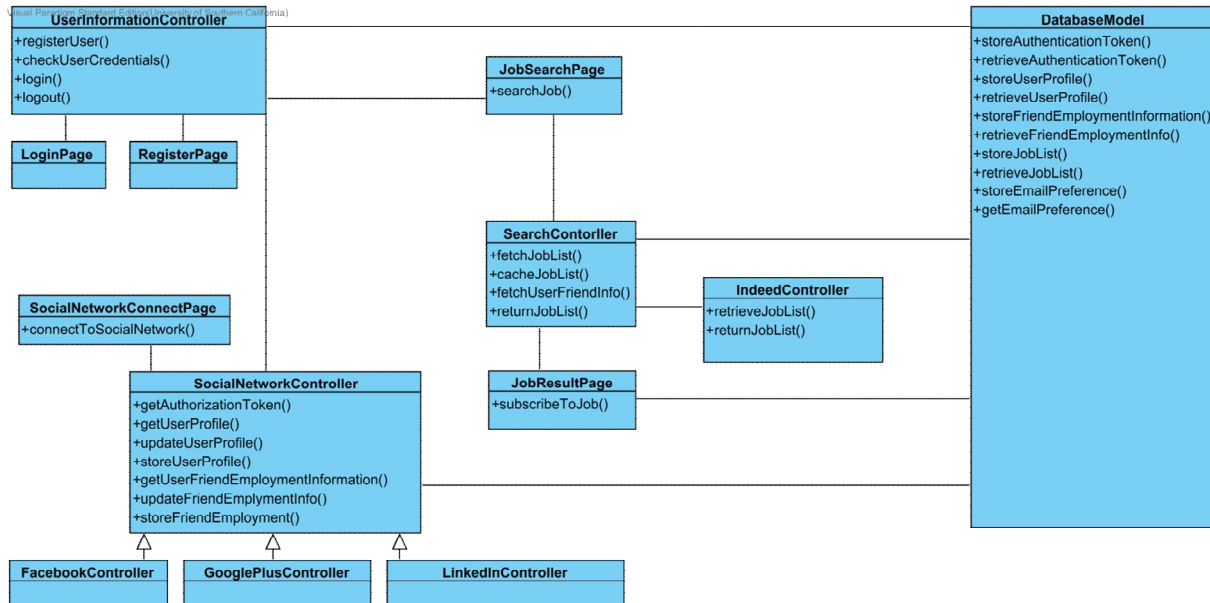 Visual Paradigm Standard Edition(University of Southern California)
UserInformationController
+registerUser()
+checkUserCredentials()
+login()
+logout()
LoginPage
RegisterPage
JobSearchPage
+searchJob()
DatabaseModel
+storeAuthenticationToken()
+retrieveAuthenticationToken()
+storeUserProfile()
+retrieveUserProfile()
+storeFriendEmploymentInformation()
+retrieveFriendEmploymentInfo()
+storeJobList()
+retrieveJobList()
+storeEmailPreference()
+getEmailPreference()
SearchContorller
+fetchJobList()
+cacheJobList()
+fetchUserFriendInfo()
+returnJobList()
IndeedController
+retrieveJobList()
+returnJobList()
SocialNetworkConnectPage
+connectToSocialNetwork()
JobResultPage
+subscribeToJob()
SocialNetworkController
+getAuthorizationToken()
+getUserProfile()
+updateUserProfile()
+storeUserProfile()
+getUserFriendEmploymentInformation()
+updateFriendEmplymentInfo()
+storeFriendEmployment()
FacebookController
GooglePlusController
LinkedInController